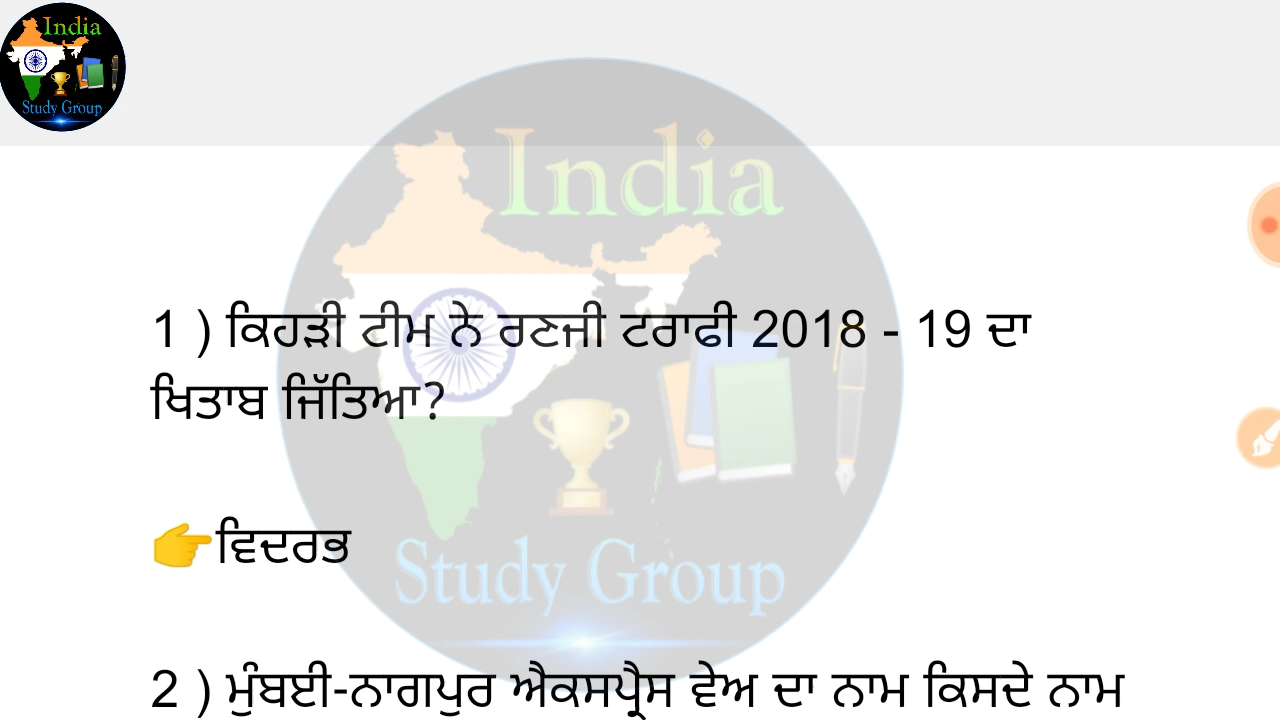 India
Study Group
India
1 ) ਕਿਹੜੀ ਟੀਮ ਨੇ ਰਣਜੀ ਟਰਾਫੀ 2018 - 19 ਦਾ
ਖਿਤਾਬ ਜਿੱਤਿਆ?
👉ਵਿਦਰਭ
Study Group
2 ) ਮੁੰਬਈ-ਨਾਗਪੁਰ ਐਕਸਪ੍ਰੈਸ ਵੇਅ ਦਾ ਨਾਮ ਕਿਸਦੇ ਨਾਮ